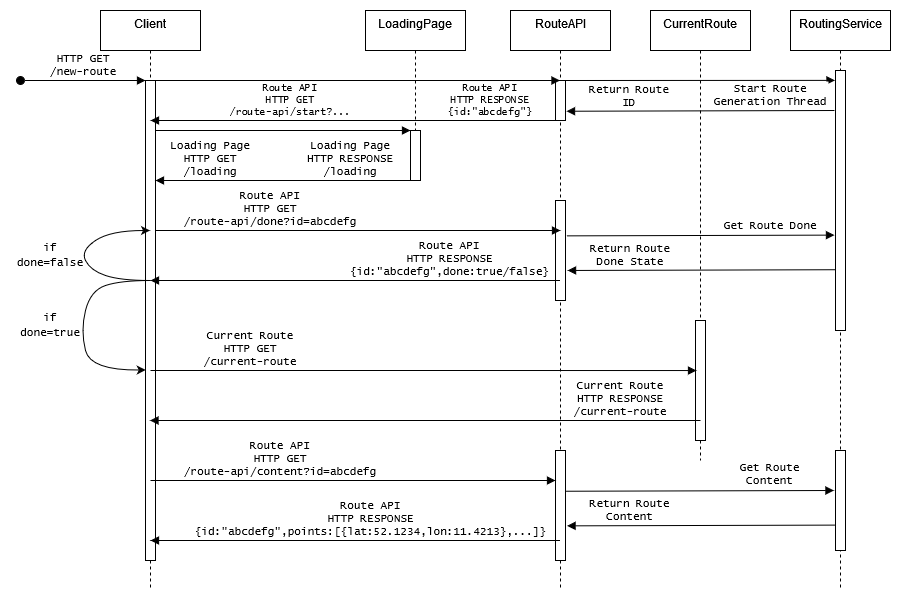 Client
LoadingPage
RouteAPI
CurrentRoute
RoutingService
HTTP GET
/new-route
Route API
HTTP GET
/route-api/start?...
Route API
HTTP RESPONSE
{id:"abcdefg"}
Return Route
ID
Start Route
Generation Thread
Loading Page
HTTP GET
/loading
Loading Page
HTTP RESPONSE
/loading
Route API
HTTP GET
/route-api/done?id=abcdefg
Get Route Done
if
done=false
Route API
HTTP RESPONSE
{id:"abcdefg",done:true/false}
Return Route
Done State
if
done=true
Current Route
HTTP GET
/current-route
Current Route
HTTP RESPONSE
/current-route
Route API
HTTP GET
/route-api/content?id=abcdefg
Get Route
Content
Route API
HTTP RESPONSE
{id:"abcdefg",points:[{lat:52.1234,lon:11.4213},...]}
Return Route
Content